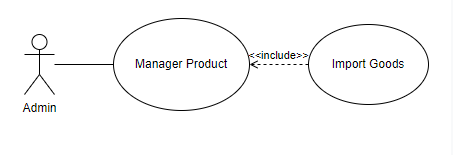 Manager Product
<<include>>
Import Goods
Admin